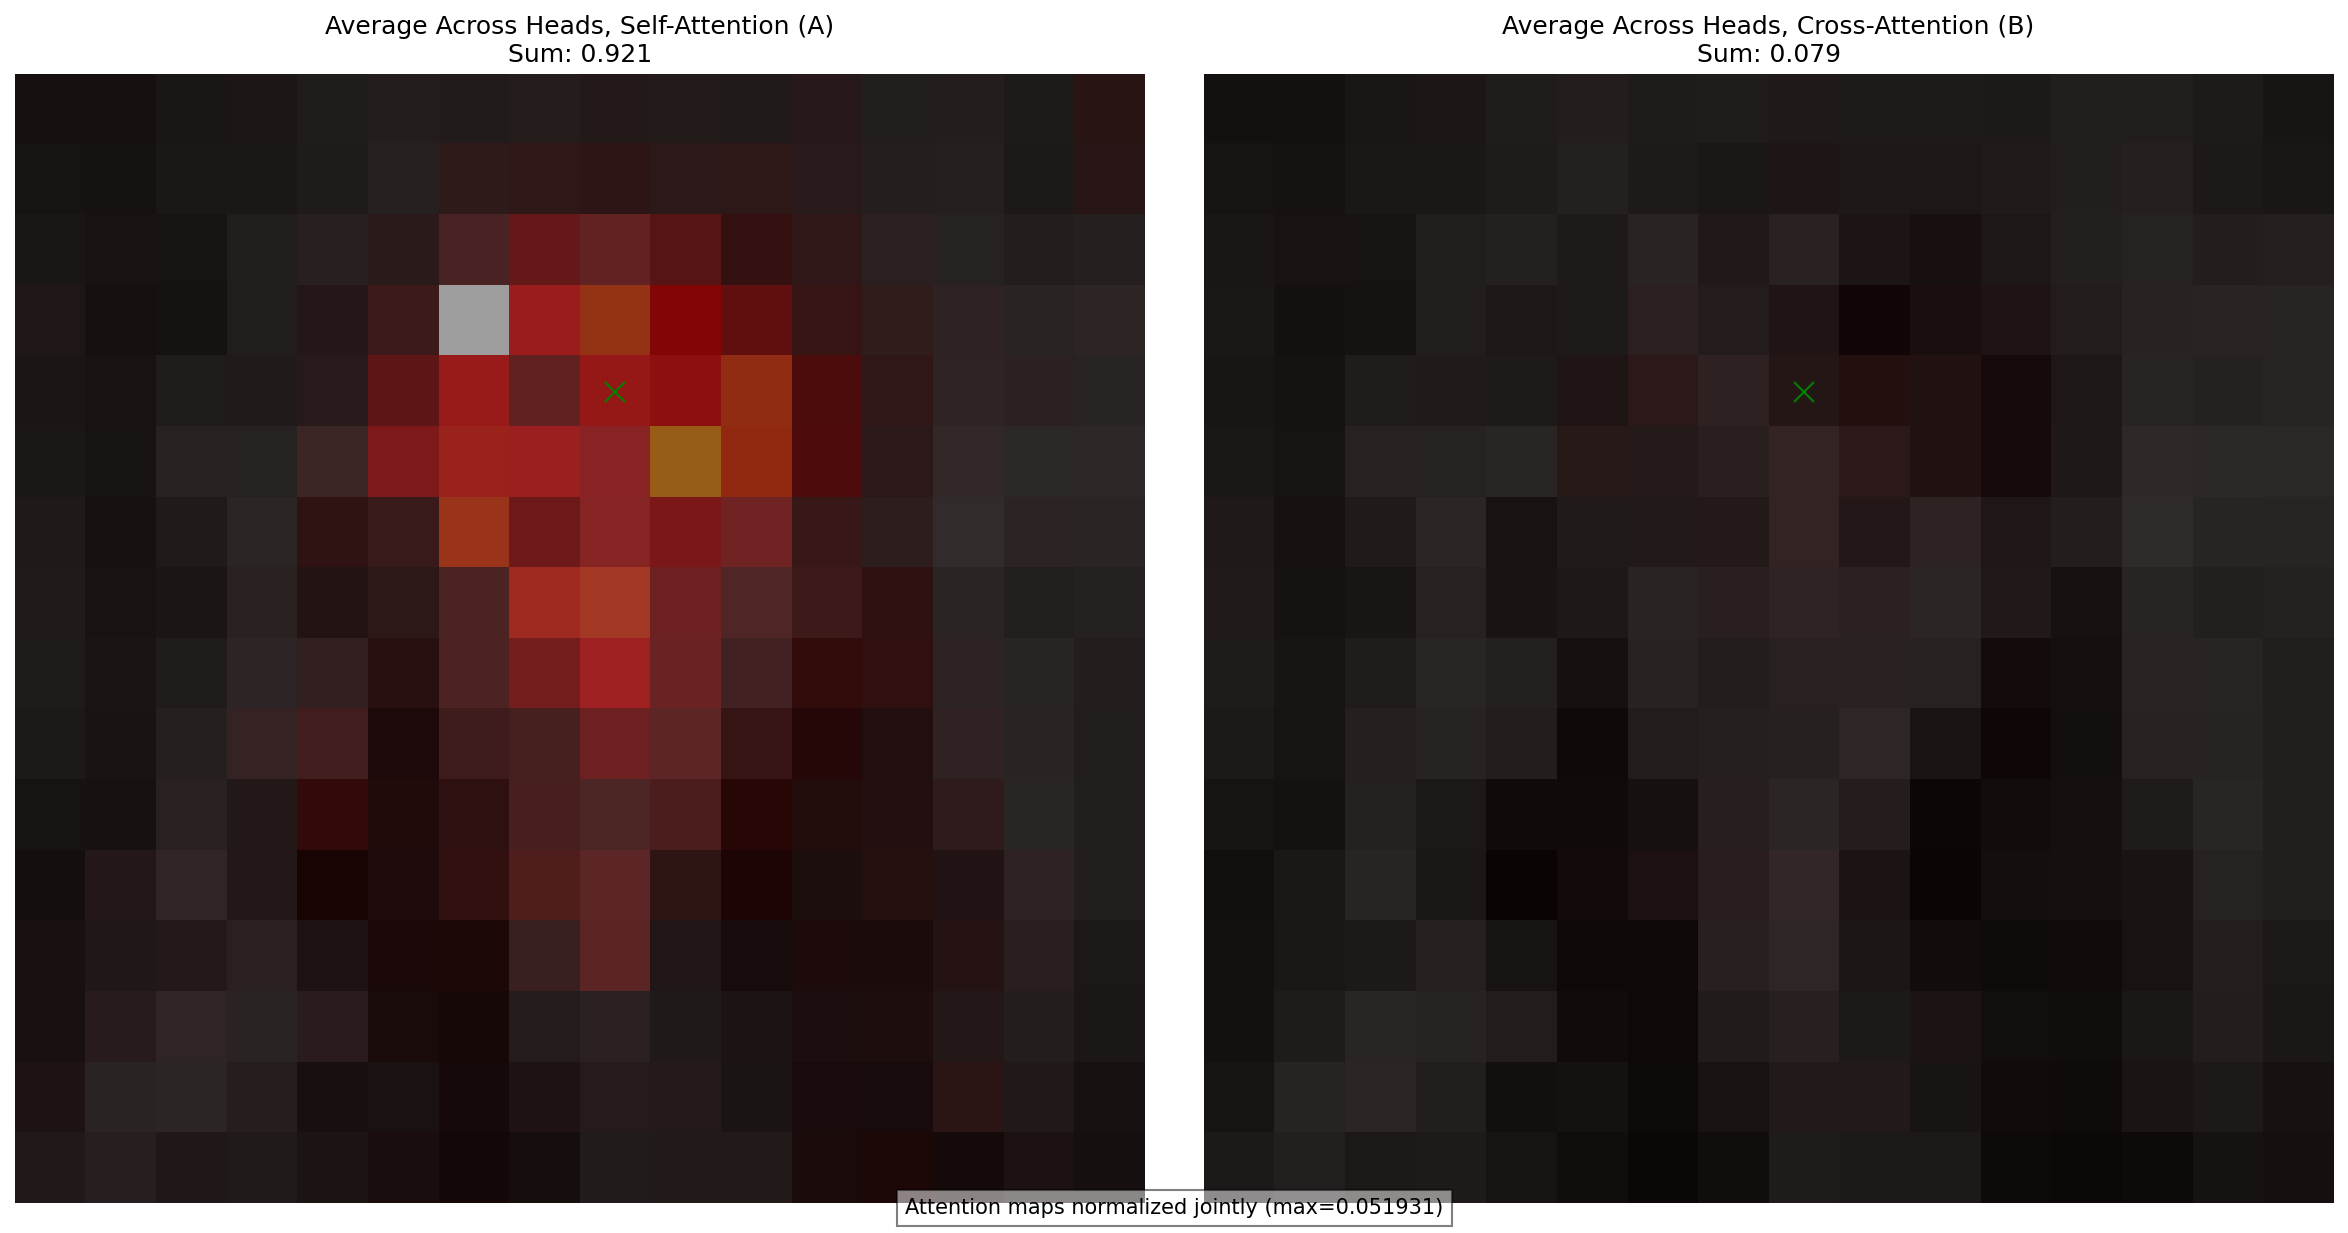 Average Across Heads, Self-Attention (A)
Sum: 0.921
Average Across Heads, Cross-Attention (B)
Sum: 0.079
Attention maps normalized jointly (max=0.051931)